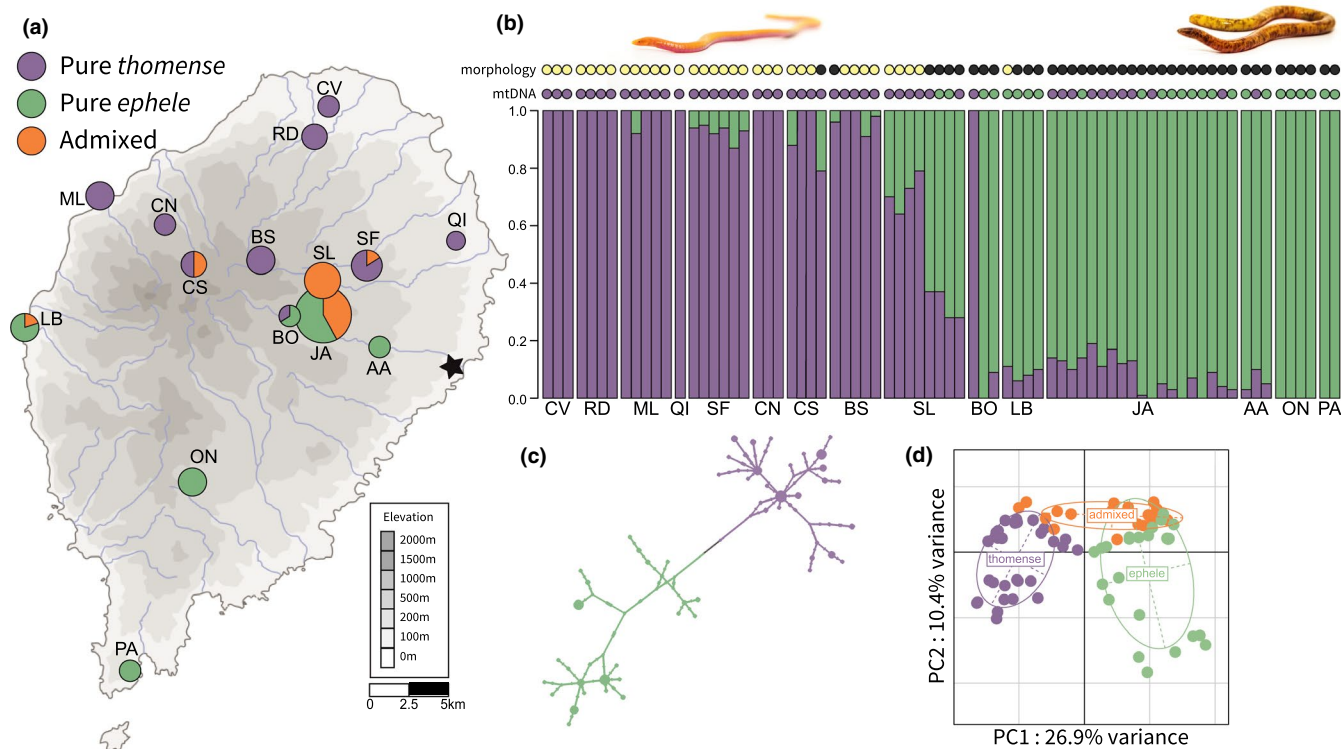 (a)
Pure thomense
Pure ephele
Admixed
CV
RD
ML
CN
QI
BS
SF
SL
CS
LB
BO
JA
AA
ON
PA
Elevation
2000m
1500m
1000m
500m
200m
100m
0m
0 2.5 5km
(b)
morphology
mtDNA
1.0
0.8
0.6
0.4
0.2
0.0
CV RD ML QI SF CN CS BS SL BO LB JA AA ON PA
(c)
(d)
admixed
thomense
ephele
PC2 : 10.4% variance
PC1 : 26.9% variance